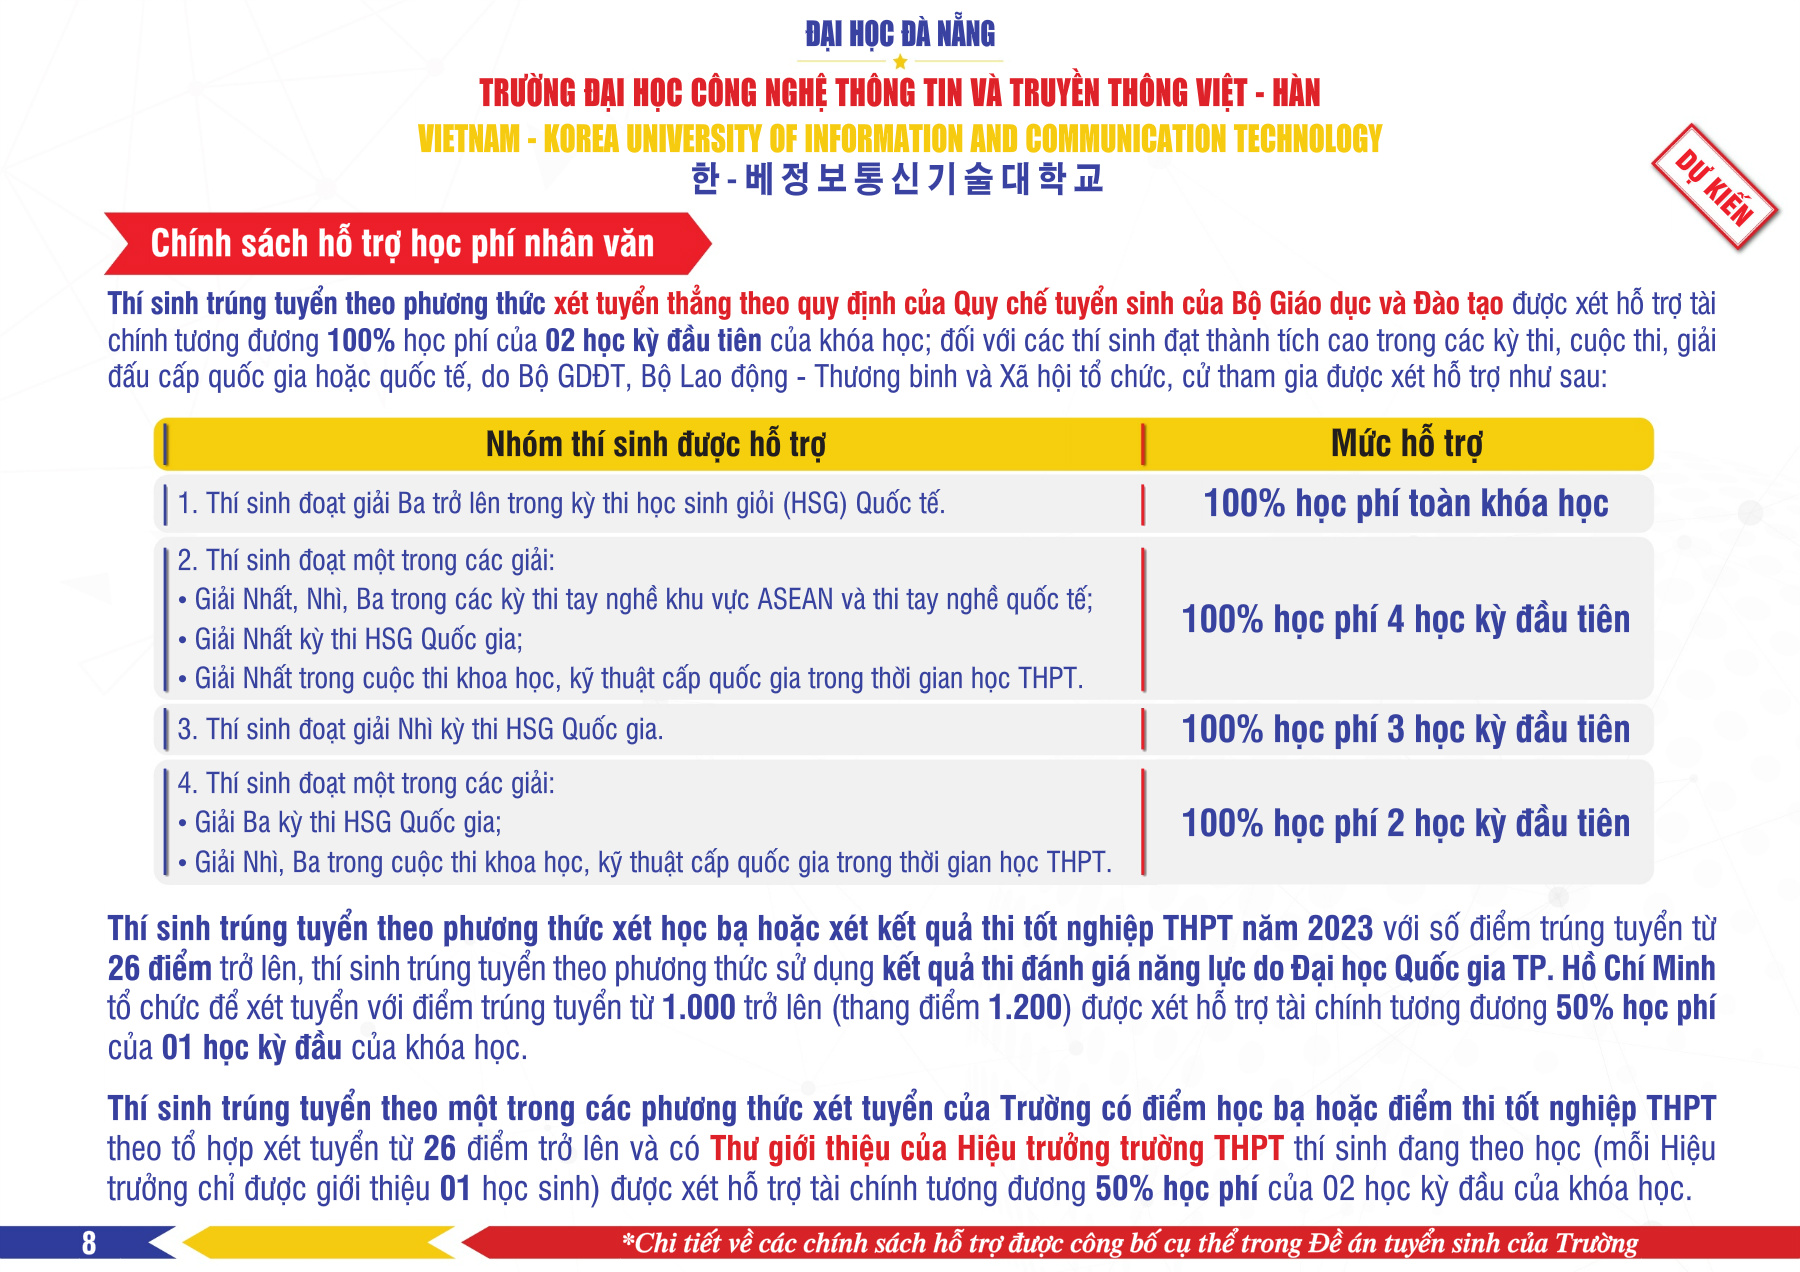 ĐẠI HỌC ĐÀ NẴNG
TRƯỜNG ĐẠI HỌC CÔNG NGHỆ THÔNG TIN VÀ TRUYỀN THÔNG VIỆT - HÀN
VIETNAM - KOREA UNIVERSITY OF INFORMATION AND COMMUNICATION TECHNOLOGY
한-베정보통신기술대학교
DỰ KIẾN
Chính sách hỗ trợ học phí nhân văn
Thí sinh trúng tuyển theo phương thức xét tuyển thẳng theo quy định của Quy chế tuyển sinh của Bộ Giáo dục và Đào tạo được xét hỗ trợ tài
chính tương đương 100% học phí của 02 học kỳ đầu tiên của khóa học; đối với các thí sinh đạt thành tích cao trong các kỳ thi, cuộc thi, giải
đấu cấp quốc gia hoặc quốc tế, do Bộ GDĐT, Bộ Lao động - Thương binh và Xã hội tổ chức, cử tham gia được xét hỗ trợ như sau:
Nhóm thí sinh được hỗ trợ
Mức hỗ trợ
1. Thí sinh đoạt giải Ba trở lên trong kỳ thi học sinh giỏi (HSG) Quốc tế.
100% học phí toàn khóa học
2. Thí sinh đoạt một trong các giải:
• Giải Nhất, Nhì, Ba trong các kỳ thi tay nghề khu vực ASEAN và thi tay nghề quốc tế;
• Giải Nhất kỳ thi HSG Quốc gia;
• Giải Nhất trong cuộc thi khoa học, kỹ thuật cấp quốc gia trong thời gian học THPT.
100% học phí 4 học kỳ đầu tiên
3. Thí sinh đoạt giải Nhì kỳ thi HSG Quốc gia.
100% học phí 3 học kỳ đầu tiên
4. Thí sinh đoạt một trong các giải:
• Giải Ba kỳ thi HSG Quốc gia;
• Giải Nhì, Ba trong cuộc thi khoa học, kỹ thuật cấp quốc gia trong thời gian học THPT.
100% học phí 2 học kỳ đầu tiên
Thí sinh trúng tuyển theo phương thức xét học bạ hoặc xét kết quả thi tốt nghiệp THPT năm 2023 với số điểm trúng tuyển từ
26 điểm trở lên, thí sinh trúng tuyển theo phương thức sử dụng kết quả thi đánh giá năng lực do Đại học Quốc gia TP. Hồ Chí Minh
tổ chức để xét tuyển với điểm trúng tuyển từ 1.000 trở lên (thang điểm 1.200) được xét hỗ trợ tài chính tương đương 50% học phí
của 01 học kỳ đầu của khóa học.
Thí sinh trúng tuyển theo một trong các phương thức xét tuyển của Trường có điểm học bạ hoặc điểm thi tốt nghiệp THPT
theo tổ hợp xét tuyển từ 26 điểm trở lên và có Thư giới thiệu của Hiệu trưởng trường THPT thí sinh đang theo học (mỗi Hiệu
trưởng chỉ được giới thiệu 01 học sinh) được xét hỗ trợ tài chính tương đương 50% học phí của 02 học kỳ đầu của khóa học.
8
*Chi tiết về các chính sách hỗ trợ được công bố cụ thể trong Đề án tuyển sinh của Trường